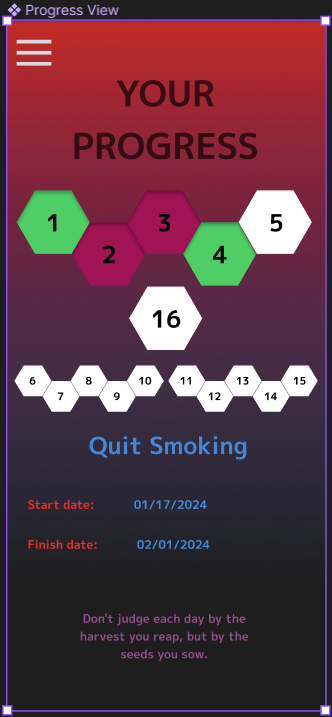 Progress View
YOUR
PROGRESS
1 2 3 4 5
16
6 7 8 9 10 11 12 13 14 15
Quit Smoking
Start date: 01/17/2024
Finish date: 02/01/2024
Don't judge each day by the
harvest you reap, but by the
seeds you sow.